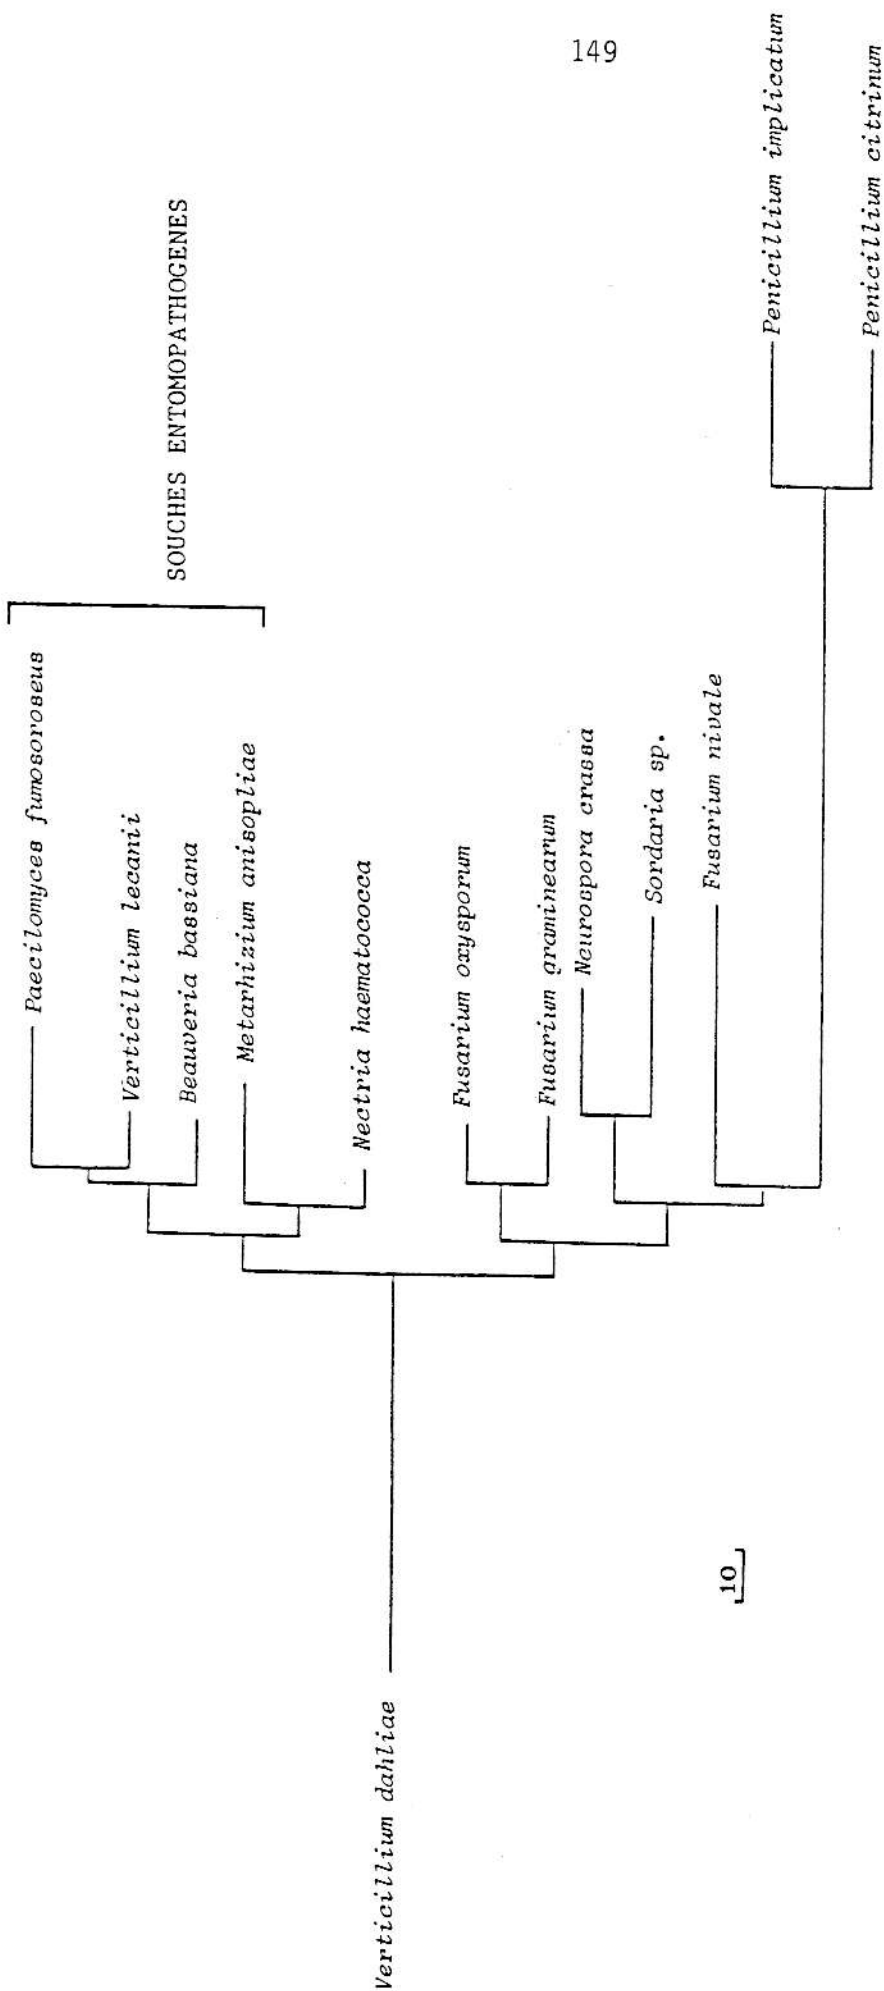 149
Paecilomyces fumosoroseus
Verticillium lecanii
Beauveria bassiana
Metarhizium anisopliae
SOUCHES ENTOMOPATHOGENES
Nectria haematococca
Verticillium dahliae
Fusarium oxysporum
Fusarium graminearum
Neurospora crassa
Sordaria sp.
Fusarium nivale
10
Penicillium implicatum
Penicillium citrinum